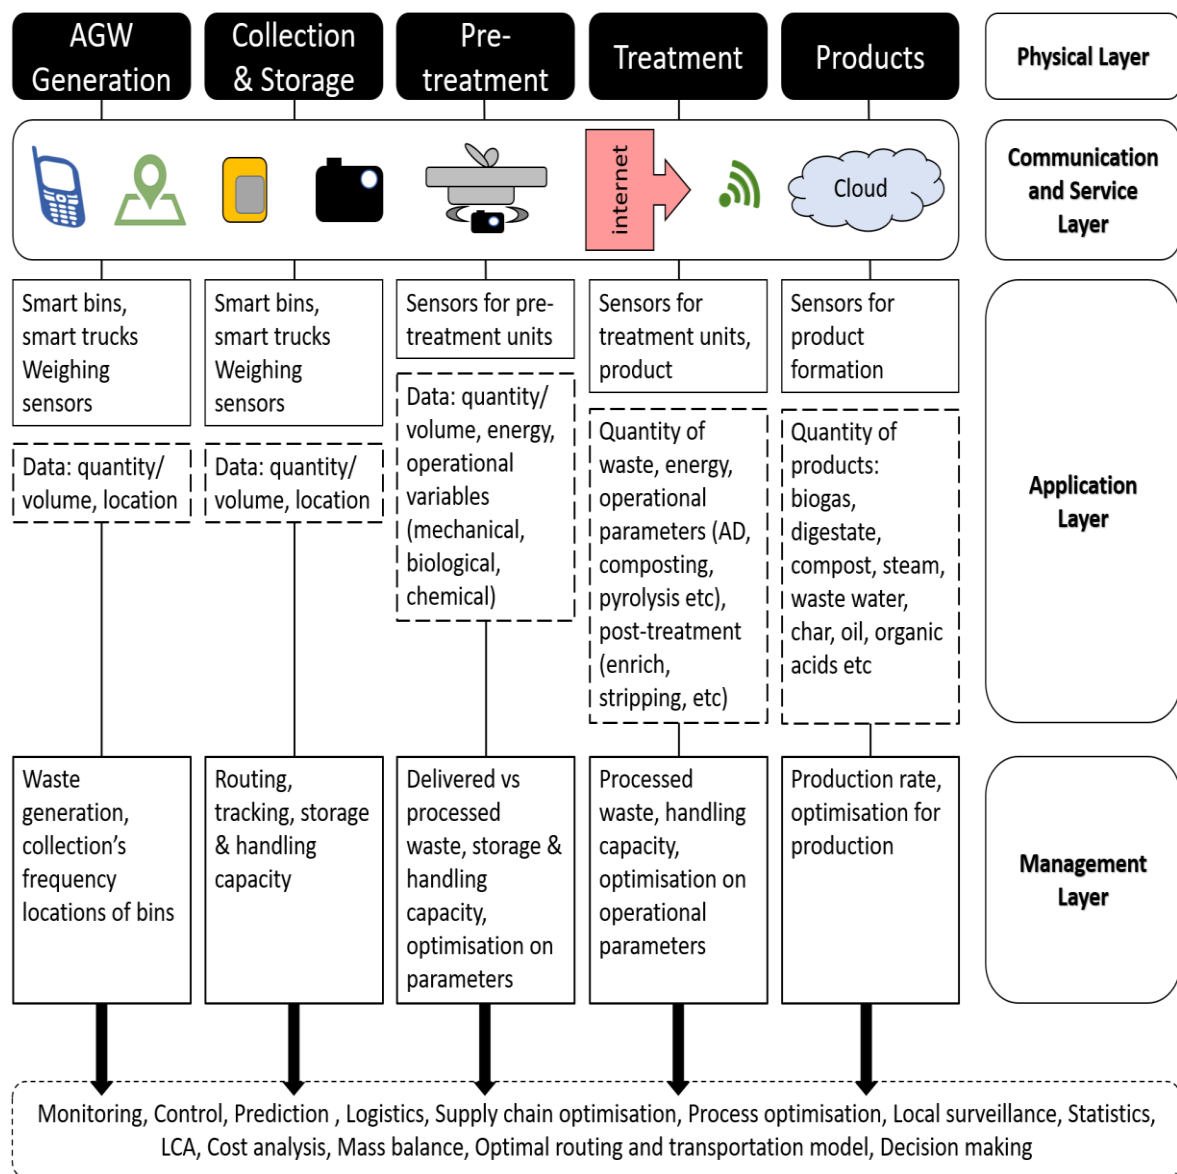 AGW
Generation
Collection
& Storage
Pre-
treatment
Treatment
Products
Physical Layer
internet
Cloud
Communication
and Service
Layer
Smart bins,
smart trucks
Weighing
sensors
Data: quantity/
volume, location
Smart bins,
smart trucks
Weighing
sensors
Data: quantity/
volume, location
Sensors for pre-
treatment units
Data: quantity/
volume, energy,
operational
variables
(mechanical,
biological,
chemical)
Sensors for
treatment units,
product
Quantity of
waste, energy,
operational
parameters (AD,
composting,
pyrolysis etc),
post-treatment
(enrich,
stripping, etc)
Sensors for
product
formation
Quantity of
products:
biogas,
digestate,
compost, steam,
waste water,
char, oil, organic
acids etc
Application
Layer
Waste
generation,
collection’s
frequency
locations of bins
Routing,
tracking, storage
& handling
capacity
Delivered vs
processed
waste, storage &
handling
capacity,
optimisation on
parameters
Processed
waste, handling
capacity,
optimisation on
operational
parameters
Production rate,
optimisation for
production
Management
Layer
Monitoring, Control, Prediction , Logistics, Supply chain optimisation, Process optimisation, Local surveillance, Statistics,
LCA, Cost analysis, Mass balance, Optimal routing and transportation model, Decision making